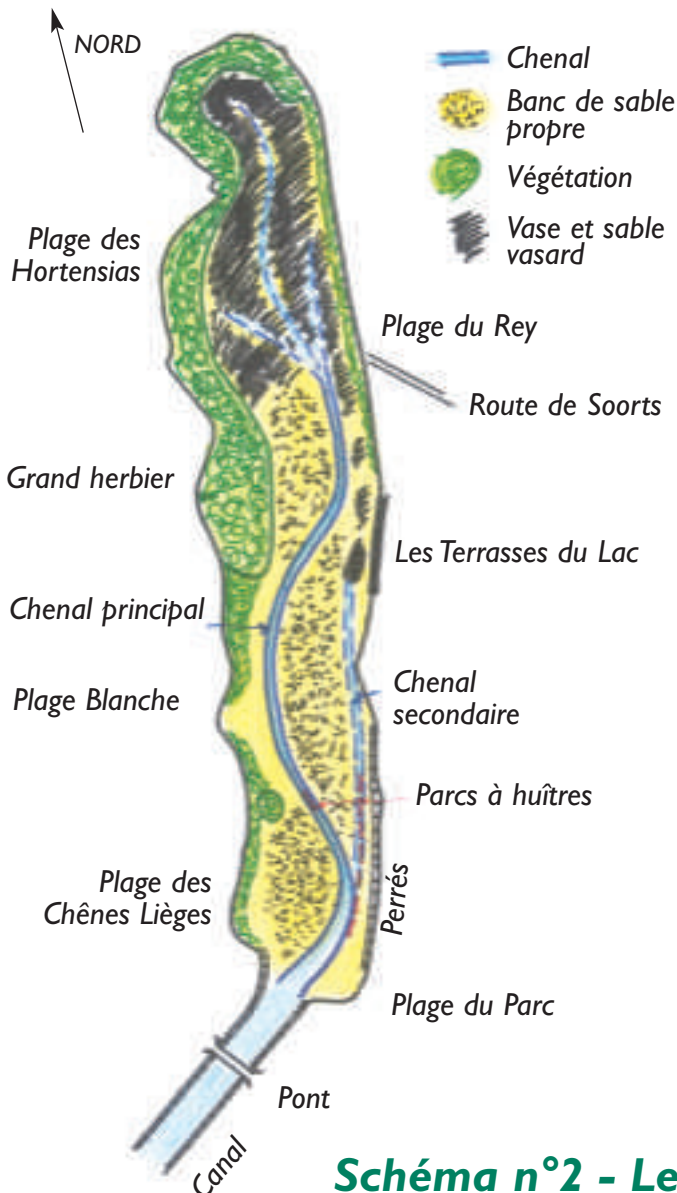 NORD
Chenal
Banc de sable
propre
Végétation
Vase et sable
vasard
Plage des
Hortensias
Plage du Rey
Route de Soorts
Grand herbier
Les Terrasses du Lac
Chenal principal
Plage Blanche
Chenal
secondaire
Parcs à huîtres
Plage des
Chênes Lièges
Perrés
Plage du Parc
Pont
Canal
Schéma n°2 - Le